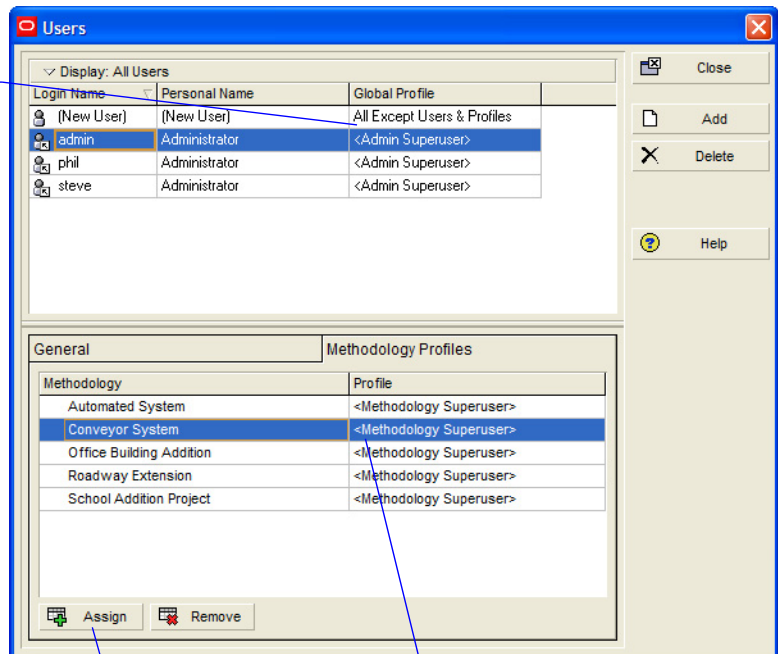 Users
Display: All Users
Login Name Personal Name Global Profile
(New User) (New User) All Except Users & Profiles
admin Administrator <Admin Superuser>
phil Administrator <Admin Superuser>
steve Administrator <Admin Superuser>
Close
Add
Delete
Help
General Methodology Profiles
Methodology Profile
Automated System <Methodology Superuser>
Conveyor System <Methodology Superuser>
Office Building Addition <Methodology Superuser>
Roadway Extension <Methodology Superuser>
School Addition Project <Methodology Superuser>
Assign Remove